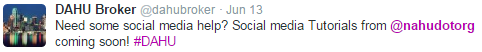 DAHU Broker @dahubroker · Jun 13
Need some social media help? Social media Tutorials from @nahudotorg
coming soon! #DAHU